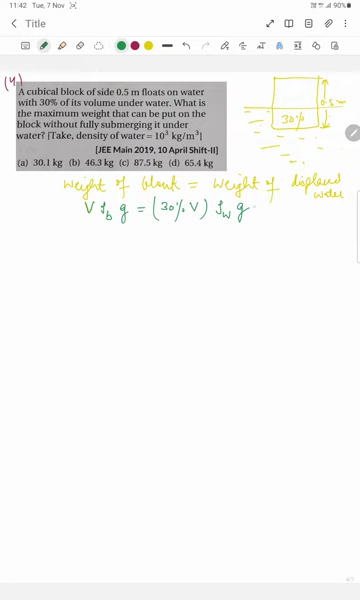 11:42 Tue, 7 Nov 90%
Title
(4)
A cubical block of side 0.5 m floats on water
with 30% of its volume under water. What is
the maximum weight that can be put on the
block without fully submerging it under
water? [Take, density of water = 10³ kg/m³]
[JEE Main 2019, 10 April Shift-II]
(a) 30.1 kg (b) 46.3 kg (c) 87.5 kg (d) 65.4 kg
0.5 m
30%
weight of block = weight of displaced
water
V ρ_b g = (30% V) ρ_w g